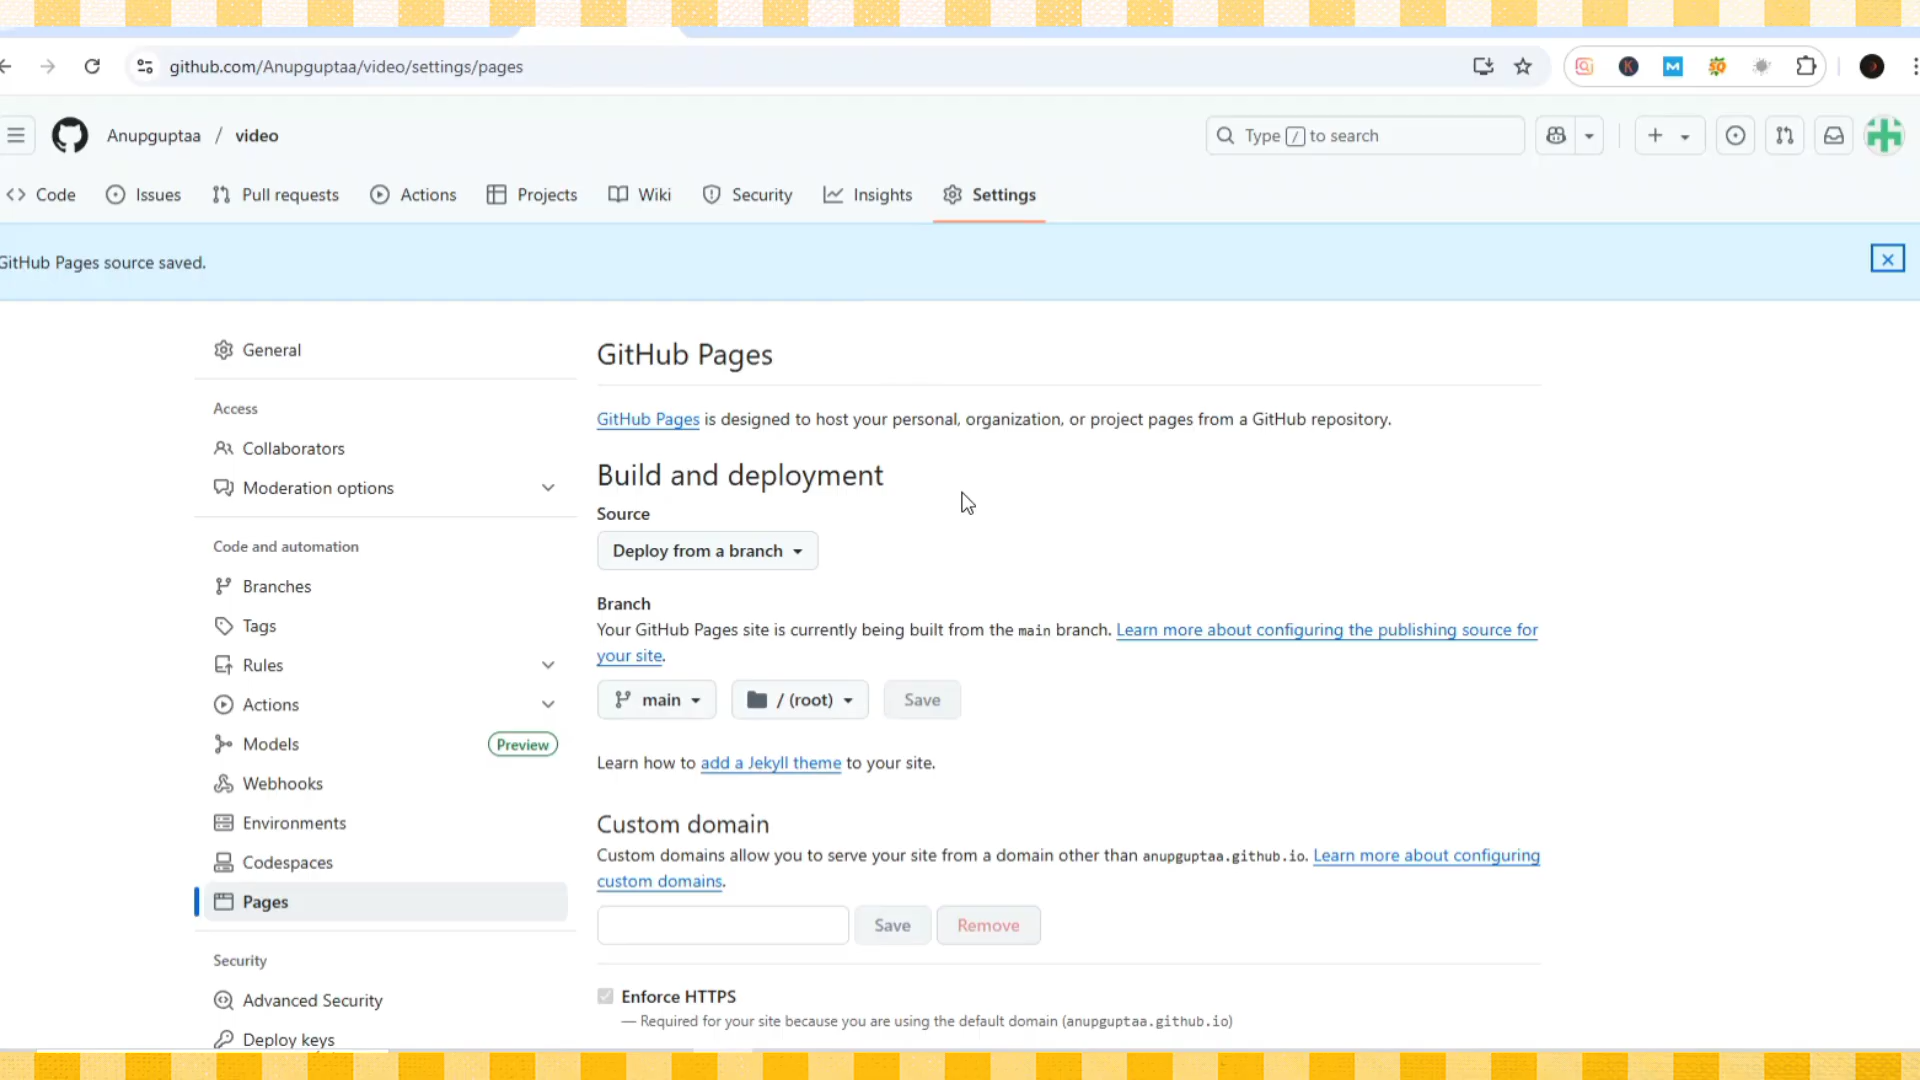 github.com/Anupguptaa/video/settings/pages
Anupguptaa / video
Type / to search
Code
Issues
Pull requests
Actions
Projects
Wiki
Security
Insights
Settings
GitHub Pages source saved.
General
Access
Collaborators
Moderation options
Code and automation
Branches
Tags
Rules
Actions
Models
Preview
Webhooks
Environments
Codespaces
Pages
Security
Advanced Security
Deploy keys
GitHub Pages
GitHub Pages is designed to host your personal, organization, or project pages from a GitHub repository.
Build and deployment
Source
Deploy from a branch
Branch
Your GitHub Pages site is currently being built from the main branch. Learn more about configuring the publishing source for
your site.
main
/ (root)
Save
Learn how to add a Jekyll theme to your site.
Custom domain
Custom domains allow you to serve your site from a domain other than anupguptaa.github.io. Learn more about configuring
custom domains.
Save
Remove
Enforce HTTPS
— Required for your site because you are using the default domain (anupguptaa.github.io)